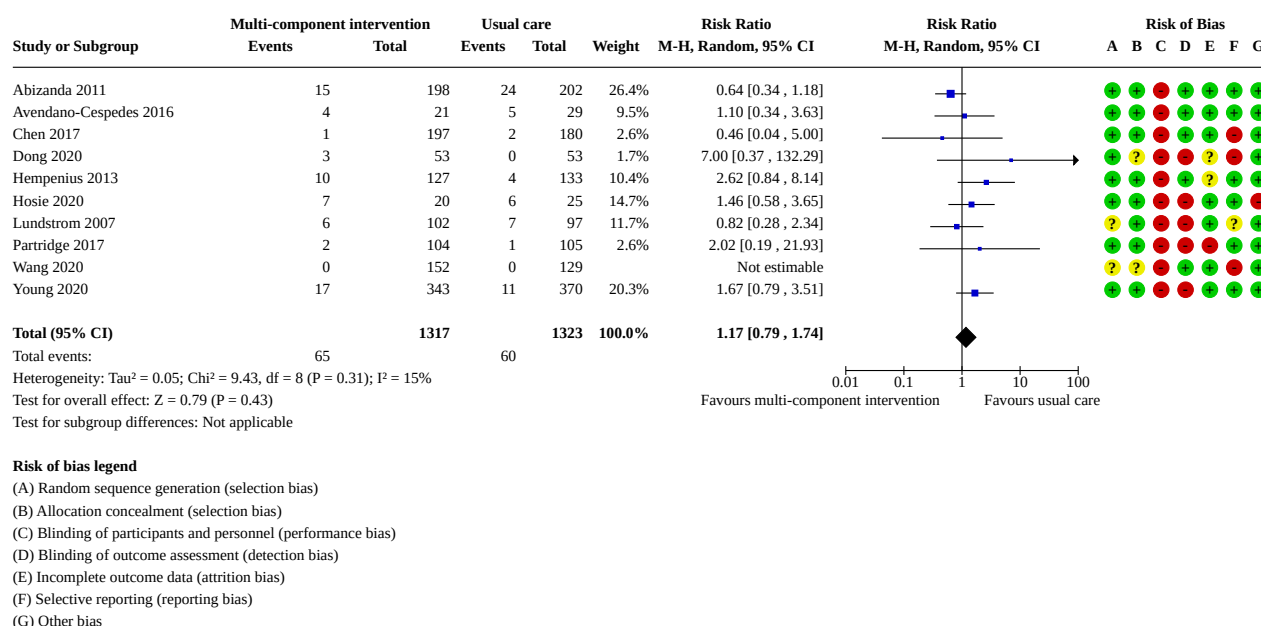 Multi-component intervention Usual care Risk Ratio Risk Ratio Risk of Bias
Study or Subgroup Events Total Events Total Weight M-H, Random, 95% CI M-H, Random, 95% CI A B C D E F G
Abizanda 2011 15 198 24 202 26.4% 0.64 [0.34 , 1.18] + + - + + + +
Avendano-Cespedes 2016 4 21 5 29 9.5% 1.10 [0.34 , 3.63] + + - + + + +
Chen 2017 1 197 2 180 2.6% 0.46 [0.04 , 5.00] + + - + + - +
Dong 2020 3 53 0 53 1.7% 7.00 [0.37 , 132.29] + ? - - ? - +
Hempenius 2013 10 127 4 133 10.4% 2.62 [0.84 , 8.14] + + - - ? + +
Hosie 2020 7 20 6 25 14.7% 1.46 [0.58 , 3.65] + + - - + + -
Lundstrom 2007 6 102 7 97 11.7% 0.82 [0.28 , 2.34] ? + - - + ? +
Partridge 2017 2 104 1 105 2.6% 2.02 [0.19 , 21.93] + + - - - + +
Wang 2020 0 152 0 129 Not estimable ? ? - + + - +
Young 2020 17 343 11 370 20.3% 1.67 [0.79 , 3.51] + + - - + + +
Total (95% CI) 1317 1323 100.0% 1.17 [0.79 , 1.74]
Total events: 65 60
Heterogeneity: Tau² = 0.05; Chi² = 9.43, df = 8 (P = 0.31); I² = 15%
0.01 0.1 1 10 100
Test for overall effect: Z = 0.79 (P = 0.43)
Favours multi-component intervention Favours usual care
Test for subgroup differences: Not applicable
Risk of bias legend
(A) Random sequence generation (selection bias)
(B) Allocation concealment (selection bias)
(C) Blinding of participants and personnel (performance bias)
(D) Blinding of outcome assessment (detection bias)
(E) Incomplete outcome data (attrition bias)
(F) Selective reporting (reporting bias)
(G) Other bias